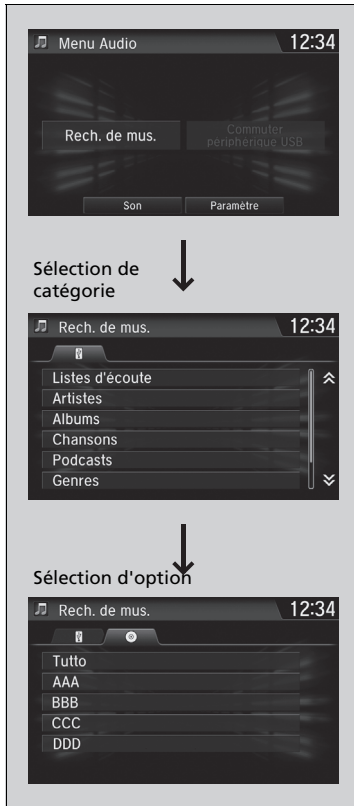 Menu Audio 12:34
Rech. de mus.
Commuter
périphérique USB
Son Paramètre
Sélection de
catégorie
Rech. de mus. 12:34
Listes d'écoute
Artistes
Albums
Chansons
Podcasts
Genres
Sélection d'option
Rech. de mus. 12:34
Tutto
AAA
BBB
CCC
DDD